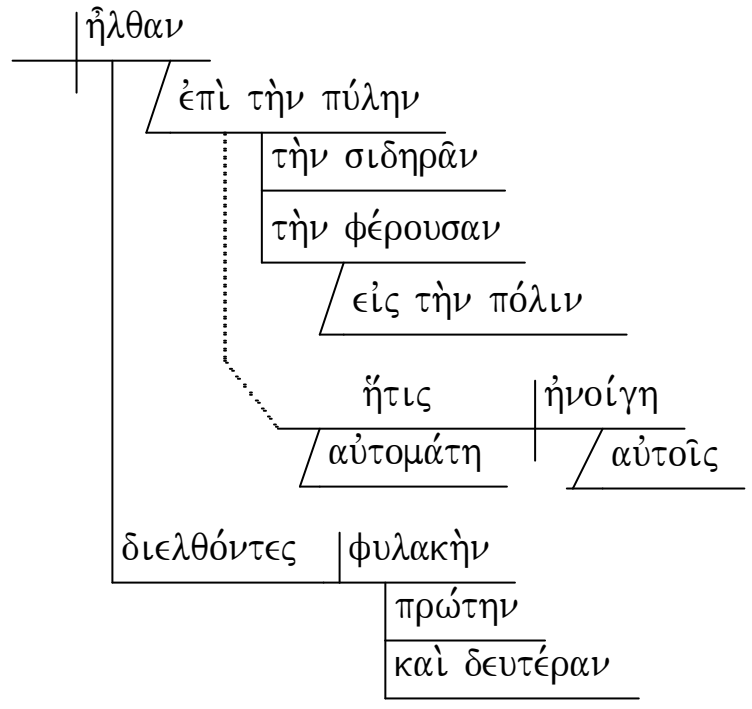 ἦλθαν
ἐπὶ τὴν πύλην
τὴν σιδηρᾶν
τὴν φέρουσαν
εἰς τὴν πόλιν
ἥτις ἠνοίγη
αὐτομάτη αὐτοῖς
διελθόντες φυλακὴν
πρώτην
καὶ δευτέραν